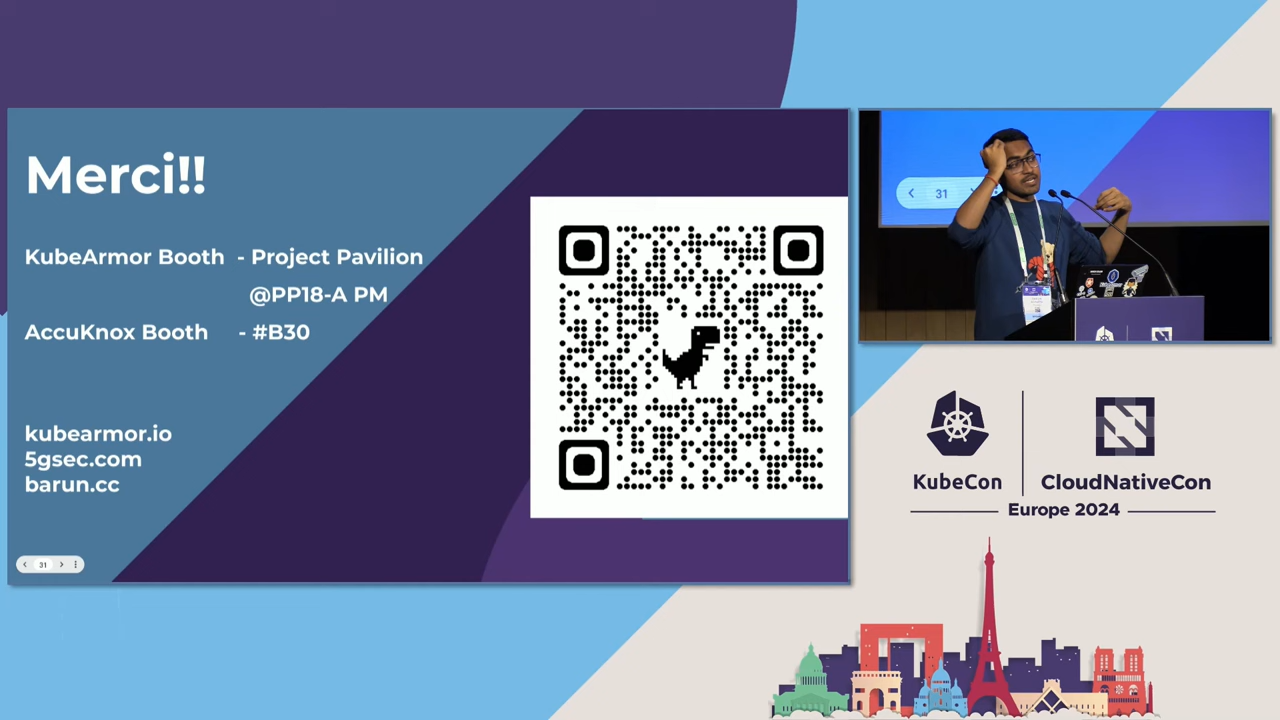 Merci!!
KubeArmor Booth - Project Pavilion
@PP18-A PM
AccuKnox Booth - #B30
kubearmor.io
5gsec.com
barun.cc
31
31
KubeCon
CloudNativeCon
Europe 2024